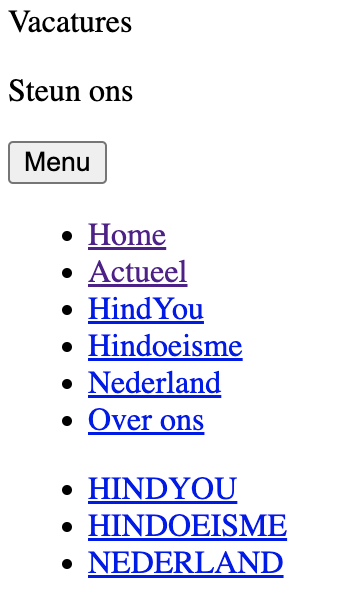 Vacatures
Steun ons
Menu
Home
Actueel
HindYou
Hindoeisme
Nederland
Over ons
HINDYOU
HINDOEISME
NEDERLAND